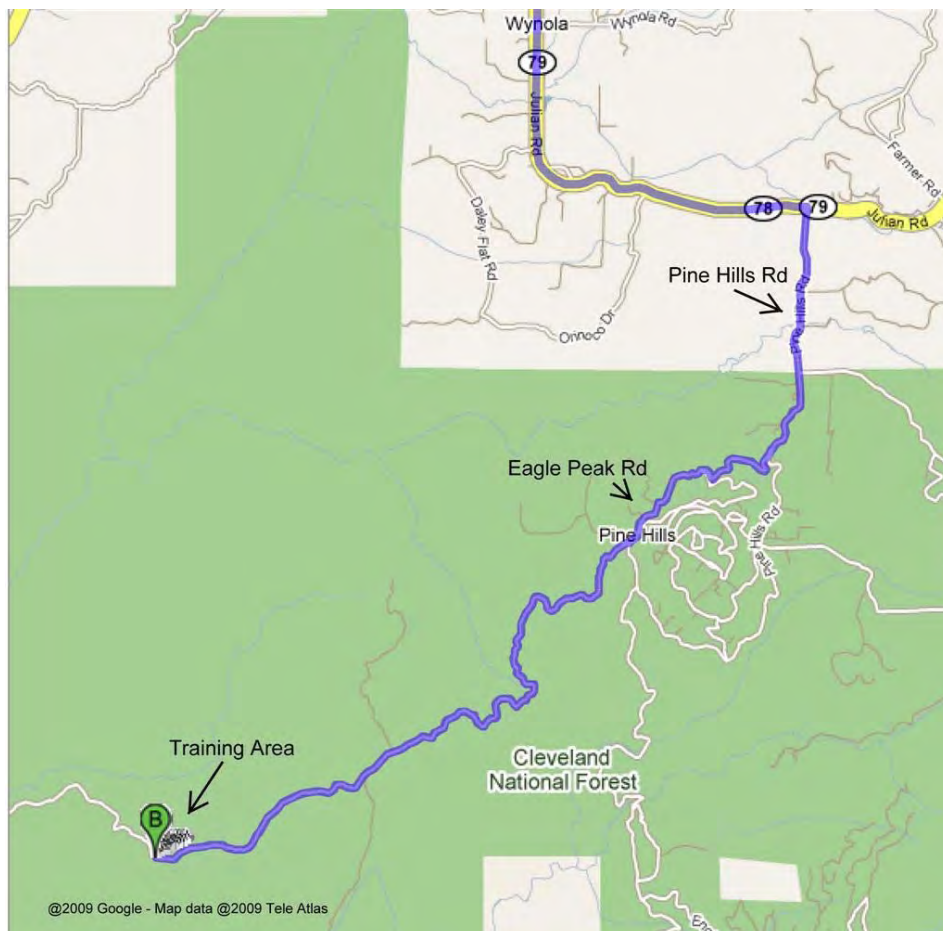 Wynola
Wynola Rd
79
Julian Rd
Farmer Rd
78
79
Julian Rd
Daley Flat Rd
Pine Hills Rd
Pine Hills Rd
Orinoco Dr
Eagle Peak Rd
Pine Hills
Pine Hills Rd
Training Area
Cleveland
National Forest
B
@2009 Google - Map data @2009 Tele Atlas